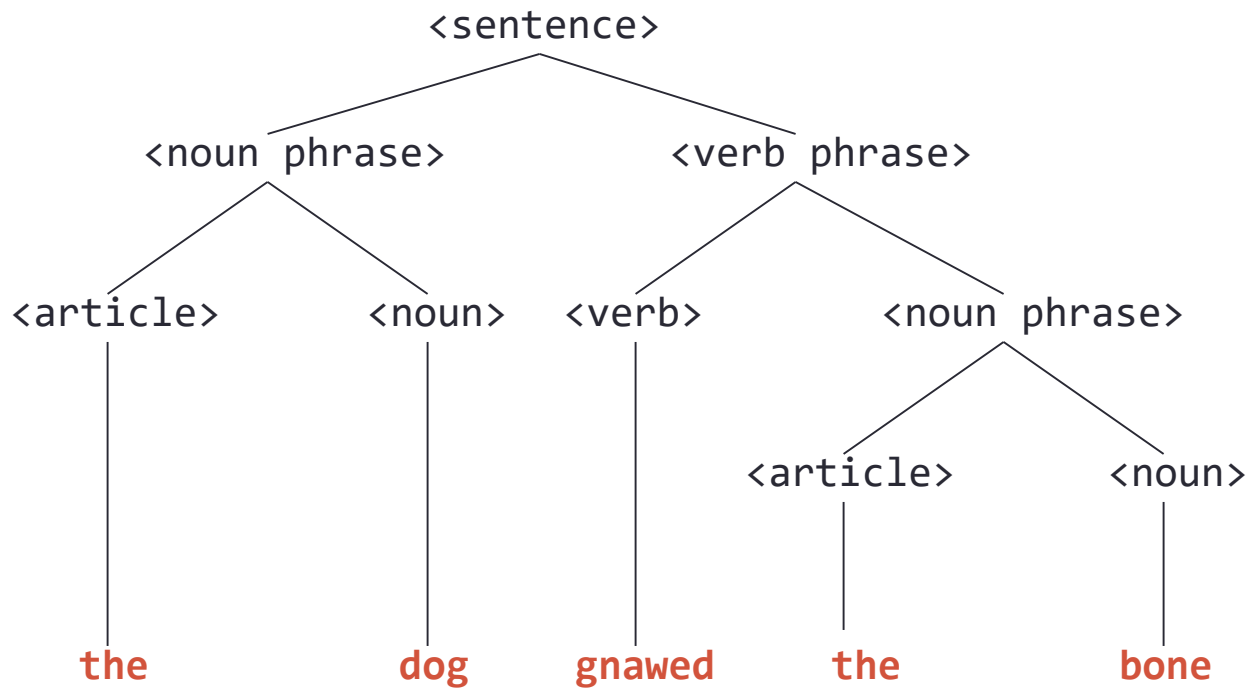 <sentence>
<noun phrase> <verb phrase>
<article> <noun> <verb> <noun phrase>
<article> <noun>
the dog gnawed the bone